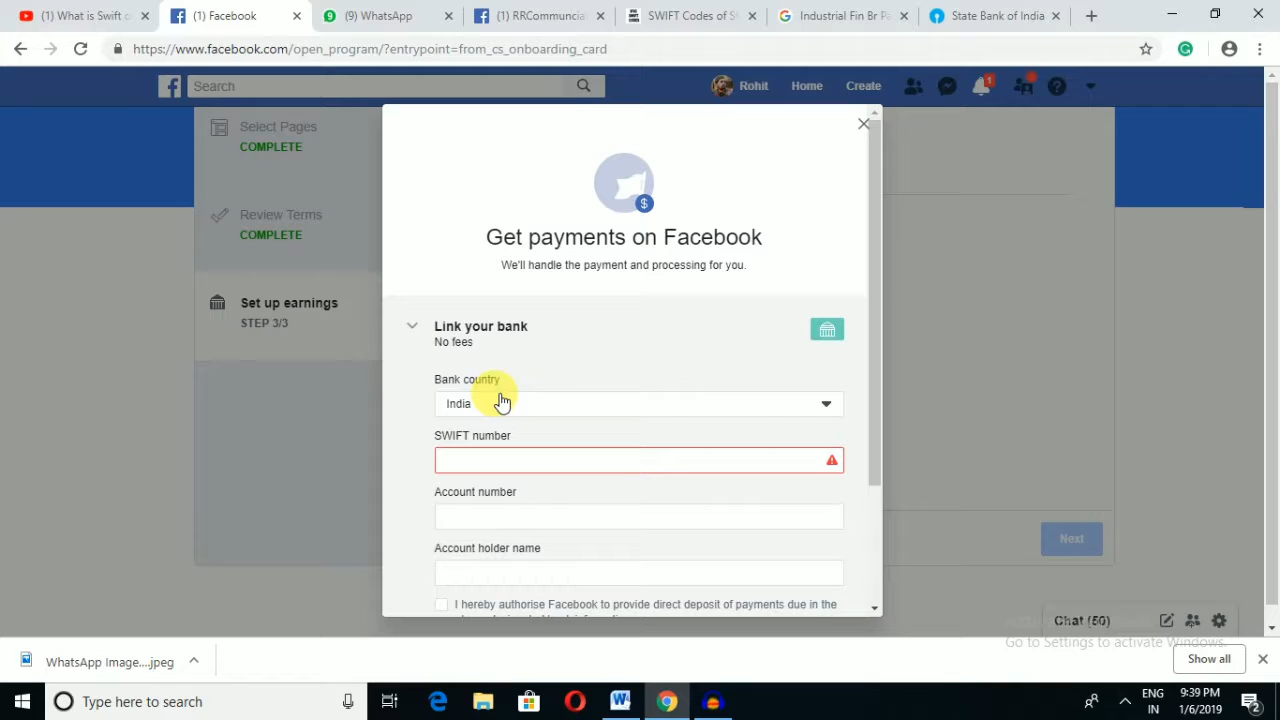 (1) What is Swift o
(1) Facebook
(9) WhatsApp
(1) RRCommuncia
SWIFT Codes of S
Industrial Fin Br P
State Bank of India
https://www.facebook.com/open_program/?entrypoint=from_cs_onboarding_card
Search
Rohit
Home
Create
1
Select Pages
COMPLETE
Review Terms
COMPLETE
Set up earnings
STEP 3/3
$
Get payments on Facebook
We'll handle the payment and processing for you.
Link your bank
No fees
Bank country
India
SWIFT number
Account number
Account holder name
I hereby authorise Facebook to provide direct deposit of payments due in the
Next
Chat (50)
Go to Settings to activate Windows.
WhatsApp Image....jpeg
Show all
Type here to search
ENG
IN
9:39 PM
1/6/2019
2